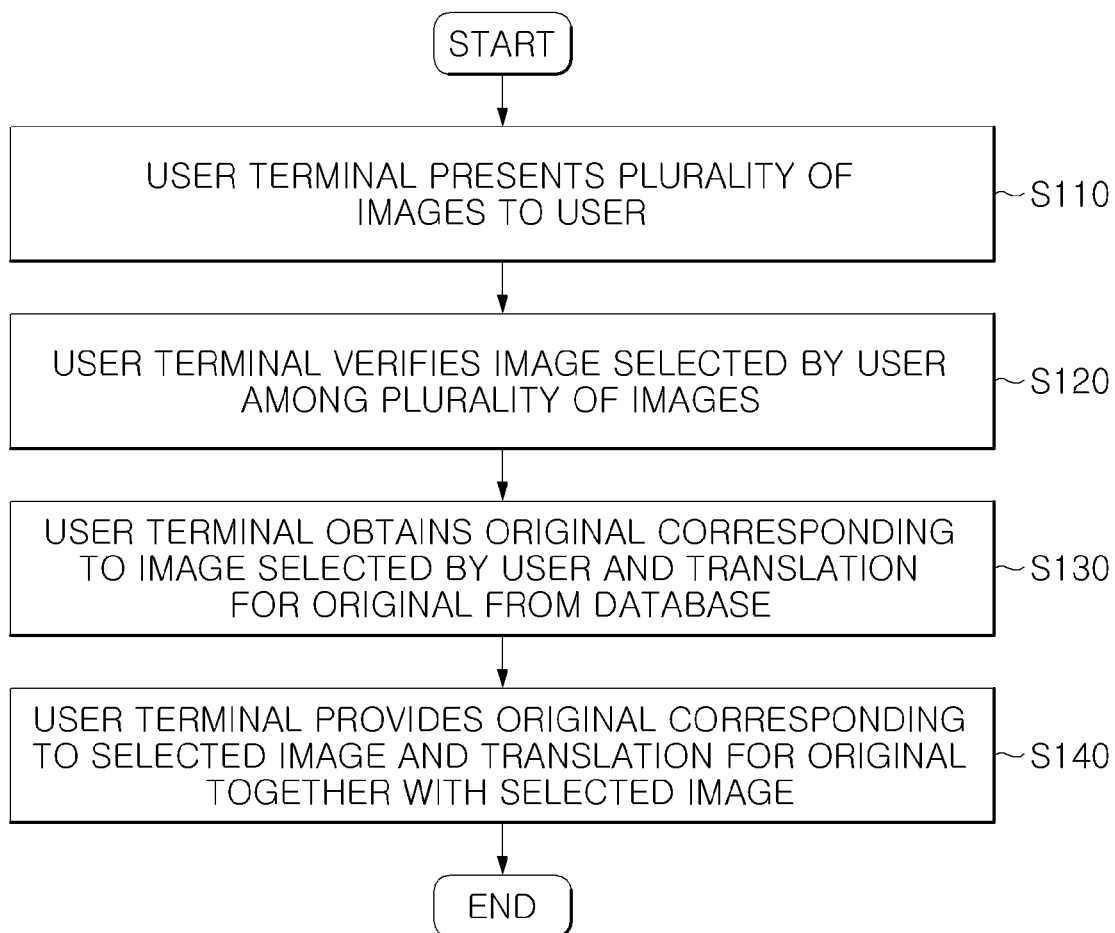 START
USER TERMINAL PRESENTS PLURALITY OF
IMAGES TO USER
S110
USER TERMINAL VERIFIES IMAGE SELECTED BY USER
AMONG PLURALITY OF IMAGES
S120
USER TERMINAL OBTAINS ORIGINAL CORRESPONDING
TO IMAGE SELECTED BY USER AND TRANSLATION
FOR ORIGINAL FROM DATABASE
S130
USER TERMINAL PROVIDES ORIGINAL CORRESPONDING
TO SELECTED IMAGE AND TRANSLATION FOR ORIGINAL
TOGETHER WITH SELECTED IMAGE
S140
END